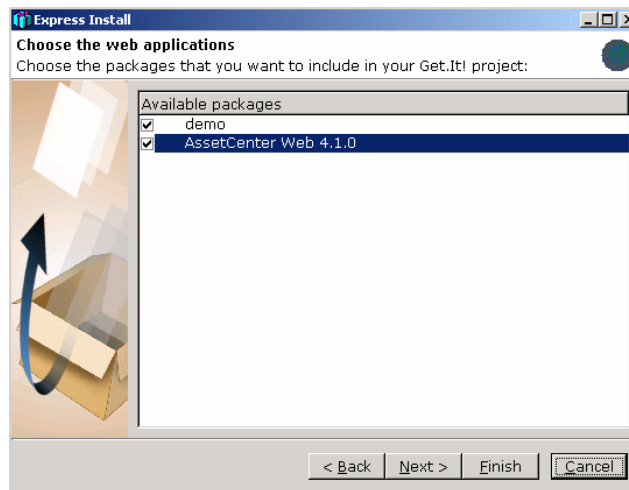 Express Install
Choose the web applications
Choose the packages that you want to include in your Get.It! project:
Available packages
demo
AssetCenter Web 4.1.0
< Back Next > Finish Cancel